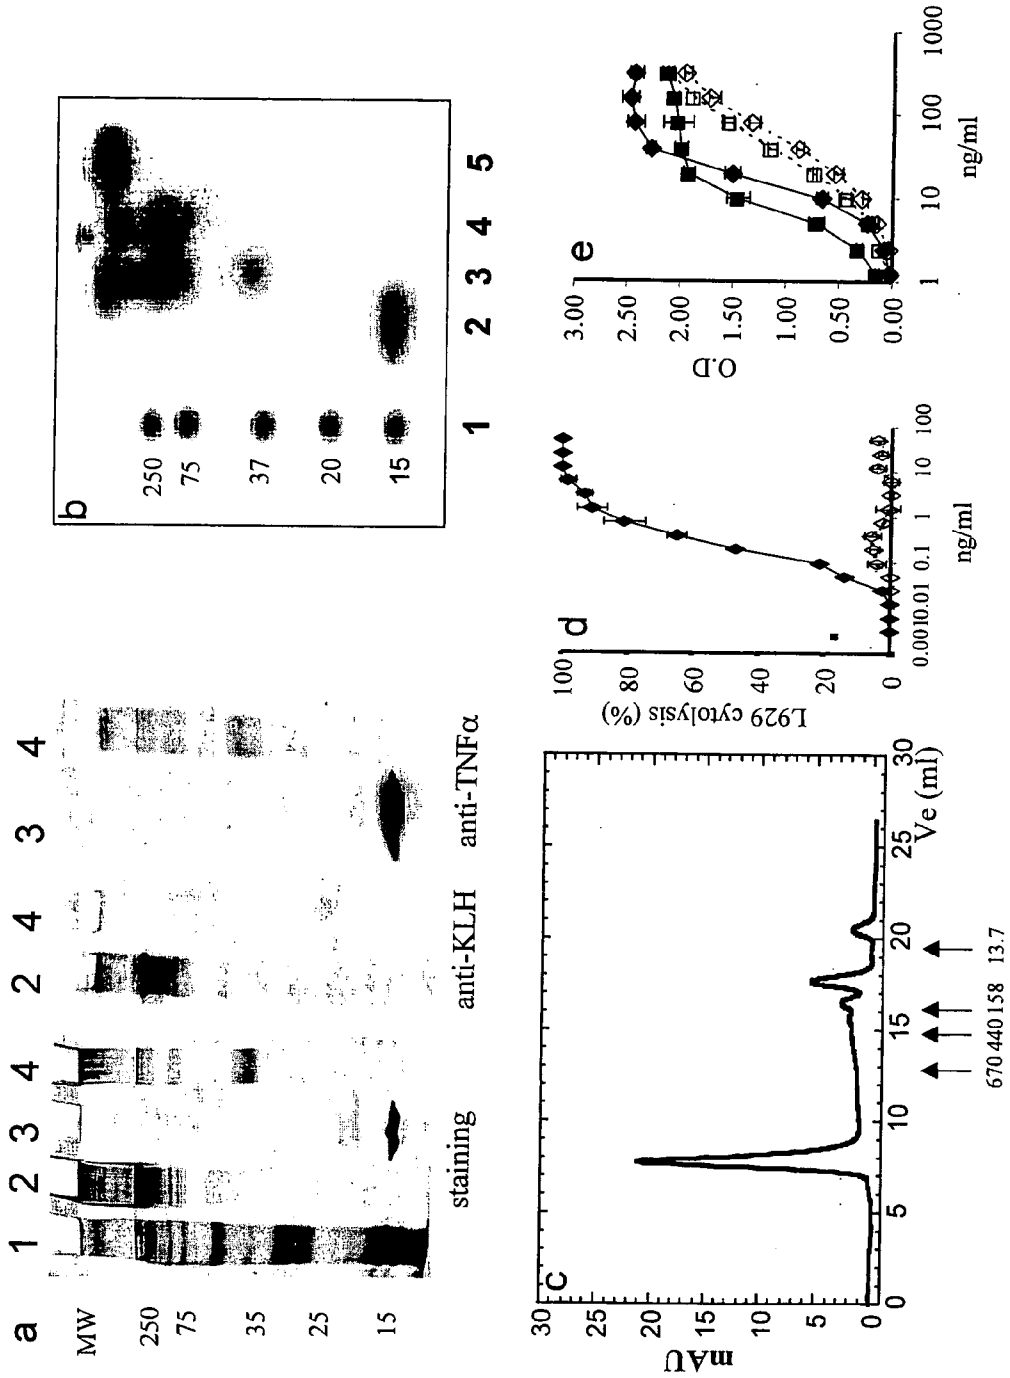 a
1 2 3 4 2 4 3 4
MW
250
75
35
25
15
staining anti-KLH anti-TNFα
b
250
75
37
20
15
1 2 3 4 5
c
30
25
20
15
10
5
0
mAU
0 5 10 15 20 25 30
Ve (ml)
670 440 158 13.7
d
100
80
60
40
20
0
L929 cytolysis (%)
0.001 0.01 0.1 1 10 100
ng/ml
e
3.00
2.50
2.00
1.50
1.00
0.50
0.00
O.D
1 10 100 1000
ng/ml